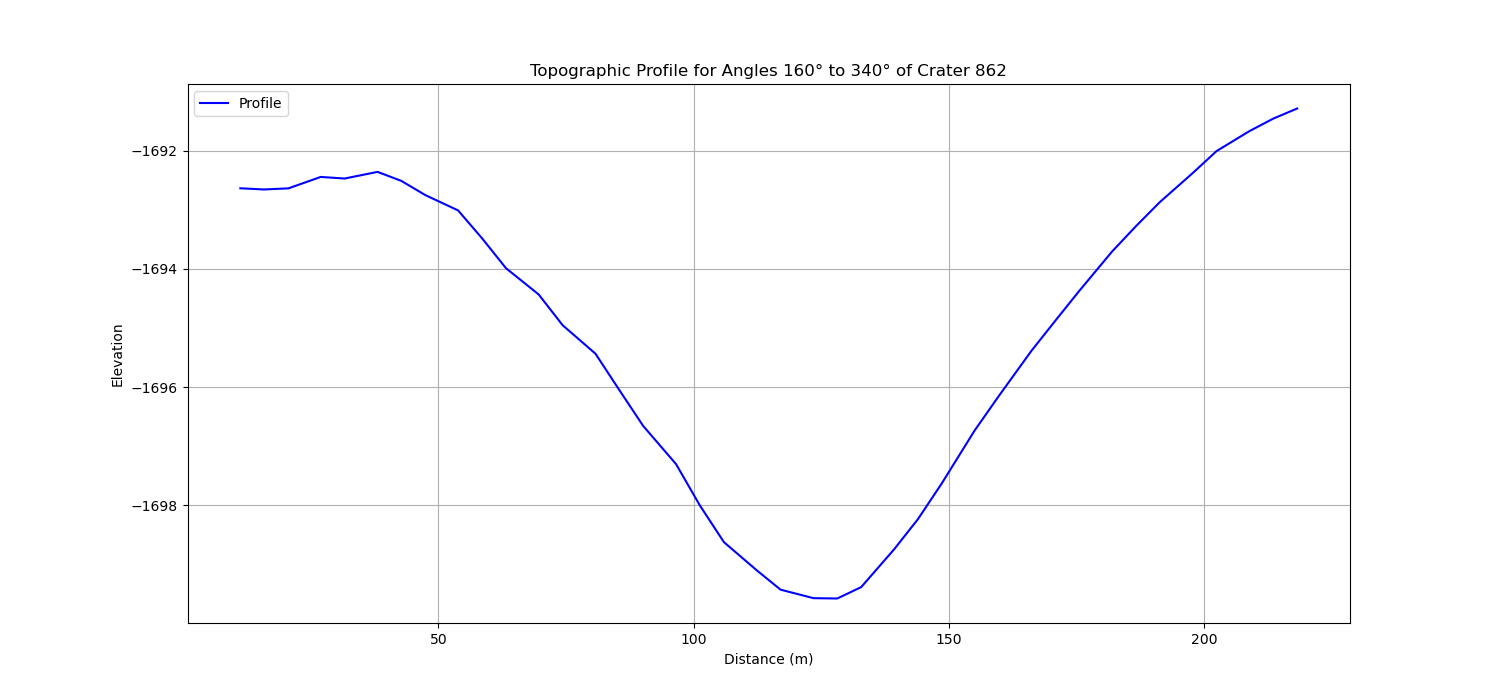 Topographic Profile for Angles 160° to 340° of Crater 862
Profile
−1692
−1694
−1696
−1698
Elevation
50
100
150
200
Distance (m)